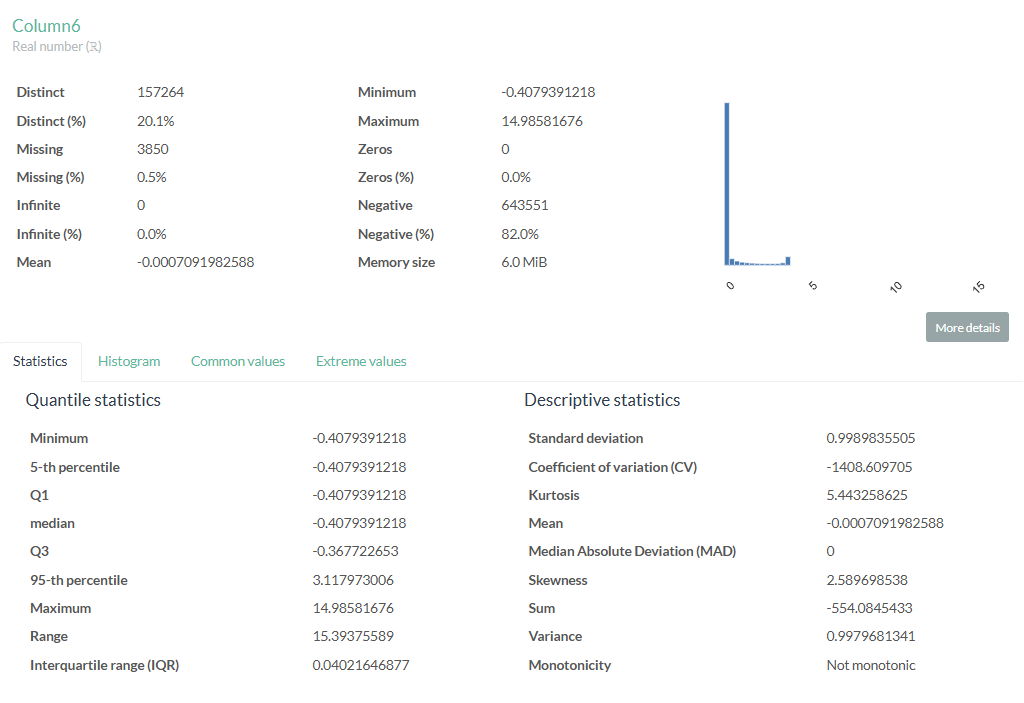 Column6
Real number (ℝ)
Distinct 157264
Distinct (%) 20.1%
Missing 3850
Missing (%) 0.5%
Infinite 0
Infinite (%) 0.0%
Mean -0.0007091982588
Minimum -0.4079391218
Maximum 14.98581676
Zeros 0
Zeros (%) 0.0%
Negative 643551
Negative (%) 82.0%
Memory size 6.0 MiB
0 5 10 15
More details
Statistics Histogram Common values Extreme values
Quantile statistics
Minimum -0.4079391218
5-th percentile -0.4079391218
Q1 -0.4079391218
median -0.4079391218
Q3 -0.367722653
95-th percentile 3.117973006
Maximum 14.98581676
Range 15.39375589
Interquartile range (IQR) 0.04021646877
Descriptive statistics
Standard deviation 0.9989835505
Coefficient of variation (CV) -1408.609705
Kurtosis 5.443258625
Mean -0.0007091982588
Median Absolute Deviation (MAD) 0
Skewness 2.589698538
Sum -554.0845433
Variance 0.9979681341
Monotonicity Not monotonic